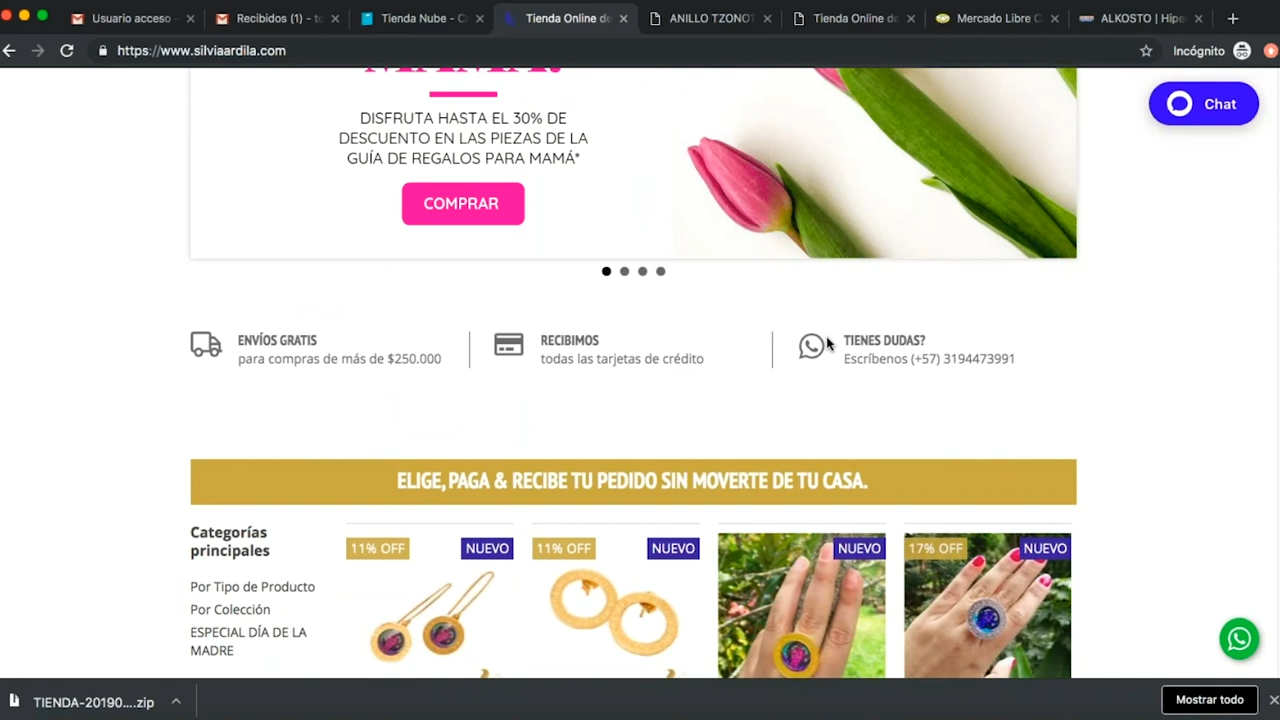 Usuario acceso
Recibidos (1) - to
Tienda Nube - C
Tienda Online de
ANILLO TZONOT
Tienda Online de
Mercado Libre C
ALKOSTO | Hiper
https://www.silviaardila.com
Incógnito
Chat
DISFRUTA HASTA EL 30% DE
DESCUENTO EN LAS PIEZAS DE LA
GUÍA DE REGALOS PARA MAMÁ*
COMPRAR
ENVÍOS GRATIS
para compras de más de $250.000
RECIBIMOS
todas las tarjetas de crédito
TIENES DUDAS?
Escríbenos (+57) 3194473991
ELIGE, PAGA & RECIBE TU PEDIDO SIN MOVERTE DE TU CASA.
Categorías
principales
Por Tipo de Producto
Por Colección
ESPECIAL DÍA DE LA
MADRE
11% OFF
NUEVO
11% OFF
NUEVO
NUEVO
17% OFF
NUEVO
TIENDA-20190....zip
Mostrar todo